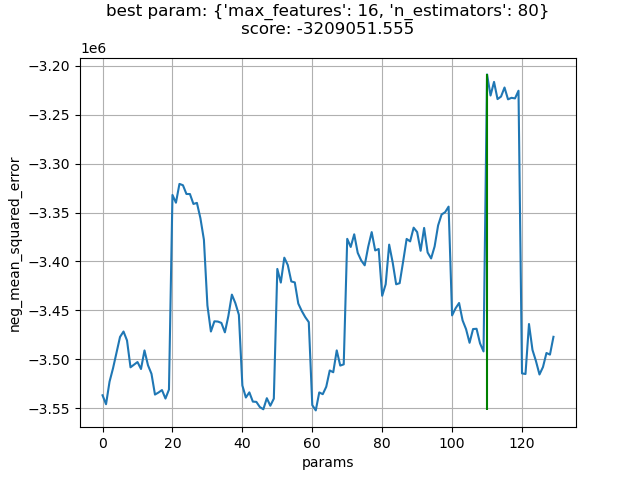 best param: {'max_features': 16, 'n_estimators': 80}
score: -3209051.555
1e6
−3.20
−3.25
−3.30
−3.35
−3.40
−3.45
−3.50
−3.55
neg_mean_squared_error
0 20 40 60 80 100 120
params